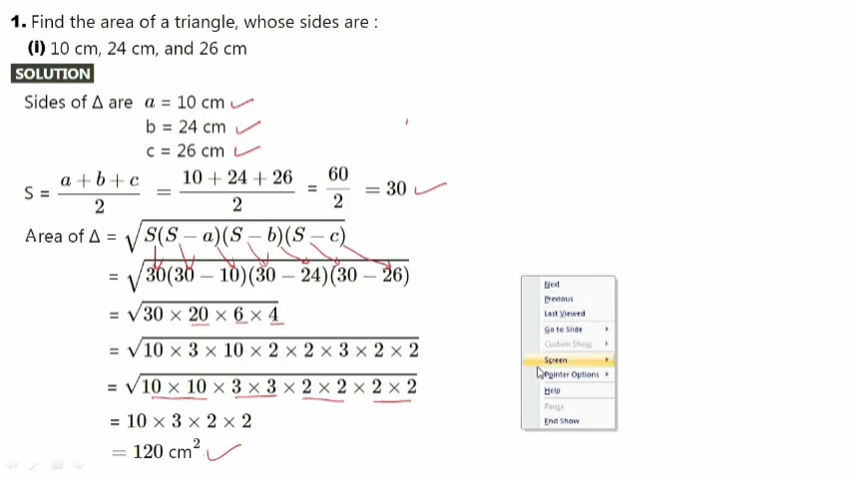 1. Find the area of a triangle, whose sides are :
(i) 10 cm, 24 cm, and 26 cm
SOLUTION
Sides of Δ are a = 10 cm
b = 24 cm
c = 26 cm
S = \frac{a + b + c}{2} = \frac{10 + 24 + 26}{2} = \frac{60}{2} = 30
Area of Δ = √S(S − a)(S − b)(S − c)
= √30(30 − 10)(30 − 24)(30 − 26)
= √30 × 20 × 6 × 4
= √10 × 3 × 10 × 2 × 2 × 3 × 2 × 2
= √10 × 10 × 3 × 3 × 2 × 2 × 2 × 2
= 10 × 3 × 2 × 2
= 120 cm²
Next
Previous
Last Viewed
Go to Slide
Custom Show
Screen
Pointer Options
Help
Pause
End Show